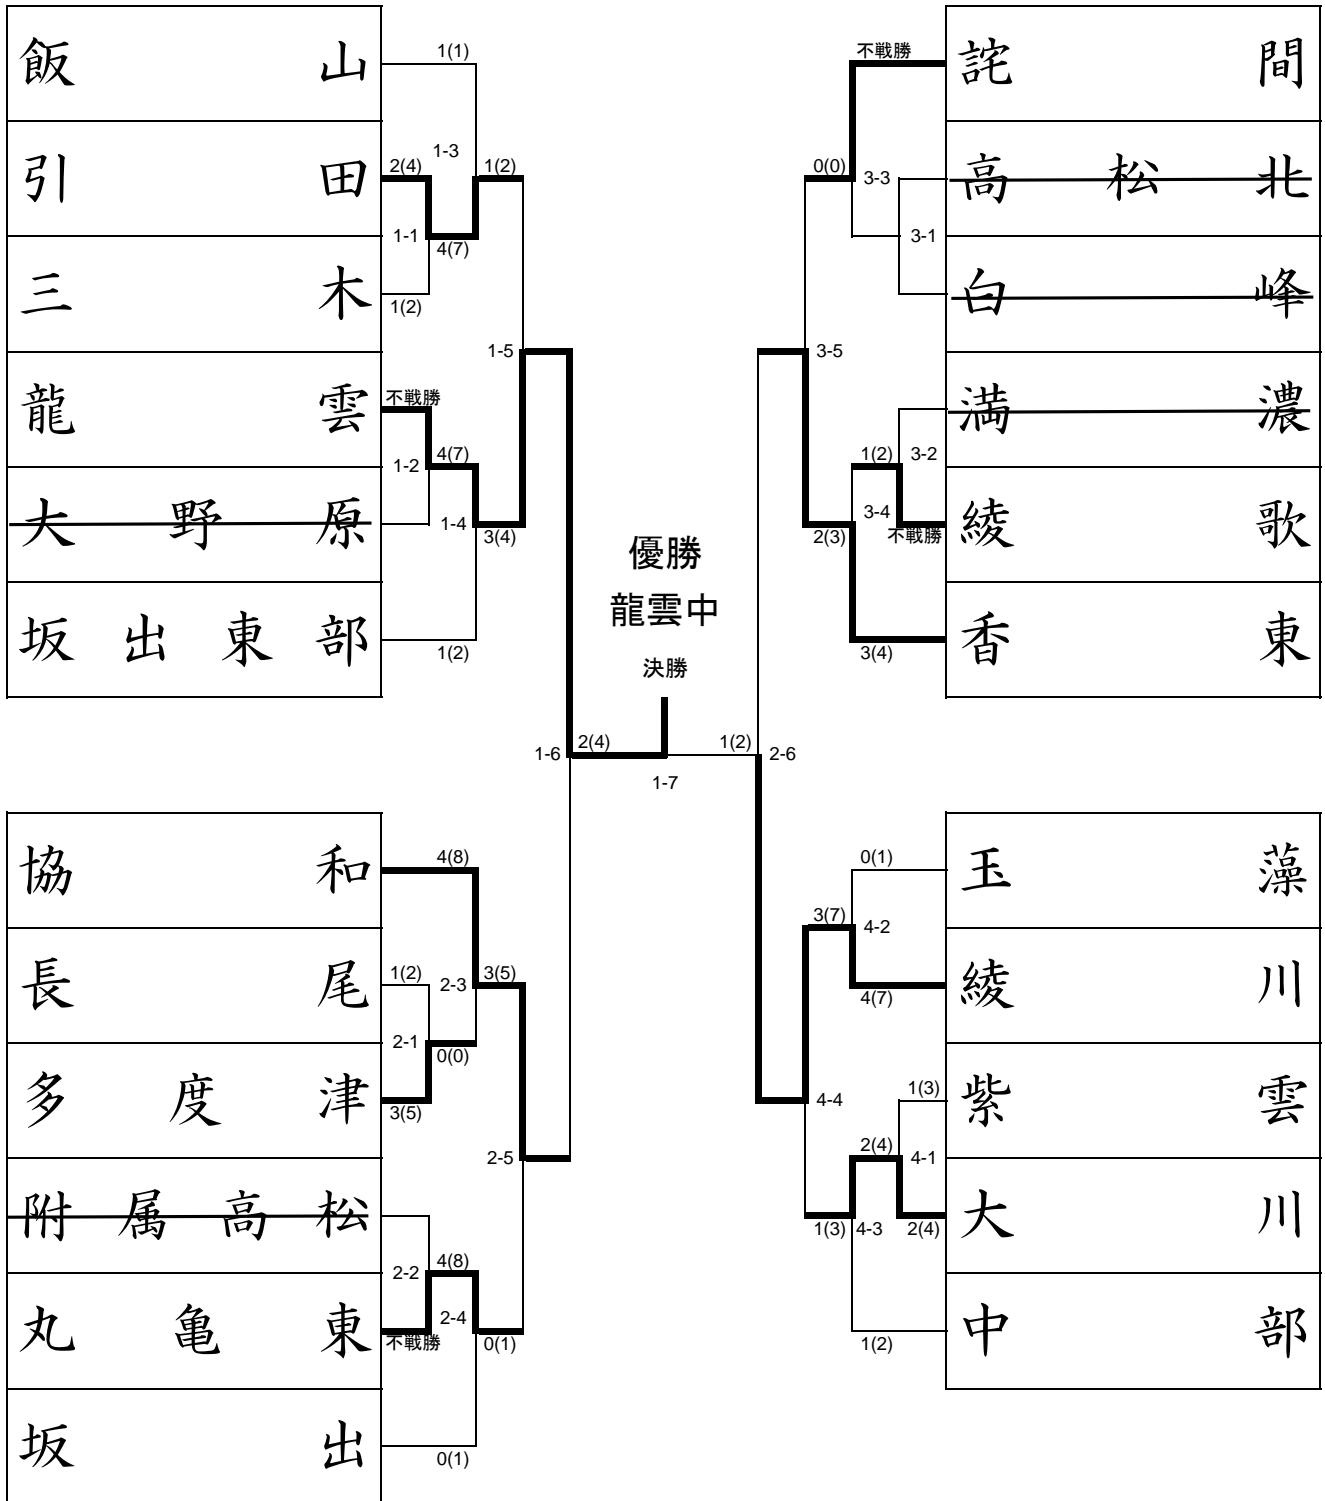 飯山
1(1)
1-3
引田
2(4)
1(2)
1-1
4(7)
三木
1(2)
1-5
龍雲
不戦勝
4(7)
1-2
大野原
1-4
3(4)
坂出東部
1(2)
優勝
龍雲中
決勝
1-6
2(4)
1(2)
2-6
1-7
詫間
不戦勝
0(0)
3-3
高松北
3-1
白峰
3-5
満濃
1(2)
3-2
3-4
2(3)
不戦勝
綾歌
香東
3(4)
協和
4(8)
長尾
1(2)
2-3
3(5)
2-1
0(0)
多度津
3(5)
2-5
附属高松
4(8)
2-2
丸亀東
不戦勝
2-4
0(1)
坂出
0(1)
0(1)
玉藻
3(7)
4-2
綾川
4(7)
1(3)
紫雲
4-4
2(4)
4-1
大川
1(3)
4-3
2(4)
中部
1(2)